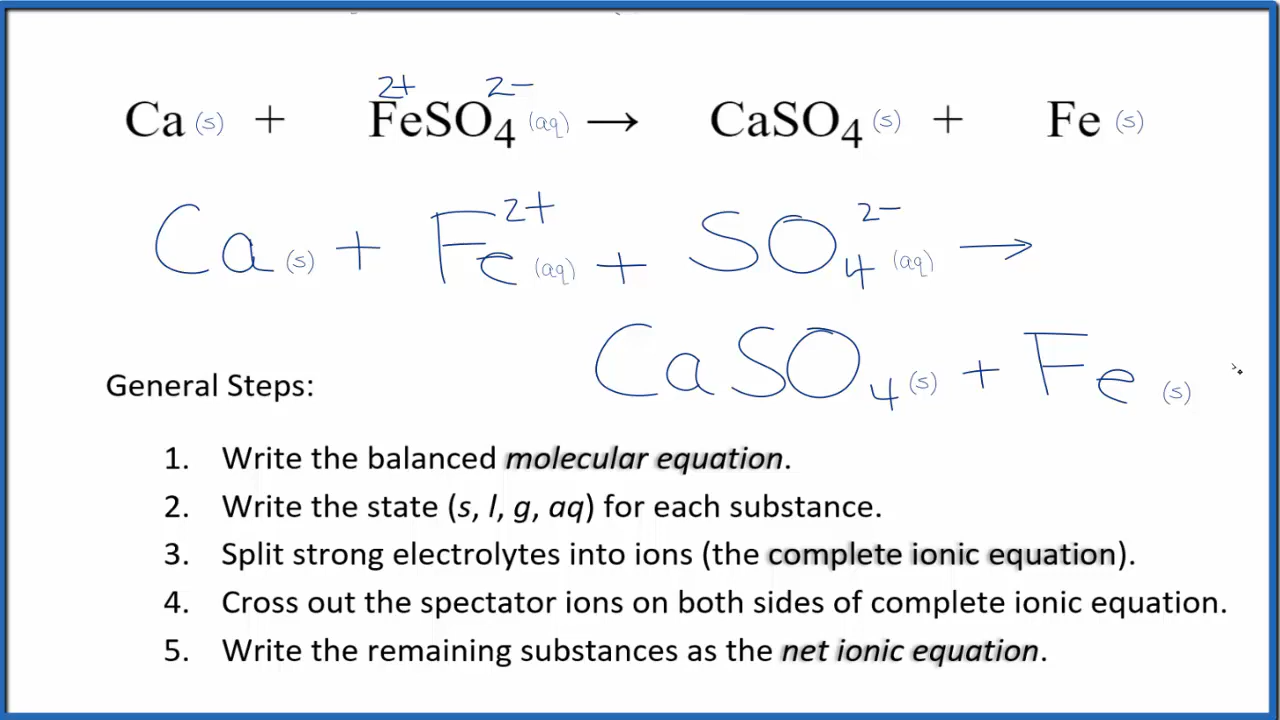 2+ 2-
Ca (s) + FeSO4 (aq) → CaSO4 (s) + Fe (s)
Ca (s) + Fe 2+ (aq) + SO4 2- (aq) →
CaSO4 (s) + Fe (s)
General Steps:
1. Write the balanced molecular equation.
2. Write the state (s, l, g, aq) for each substance.
3. Split strong electrolytes into ions (the complete ionic equation).
4. Cross out the spectator ions on both sides of complete ionic equation.
5. Write the remaining substances as the net ionic equation.